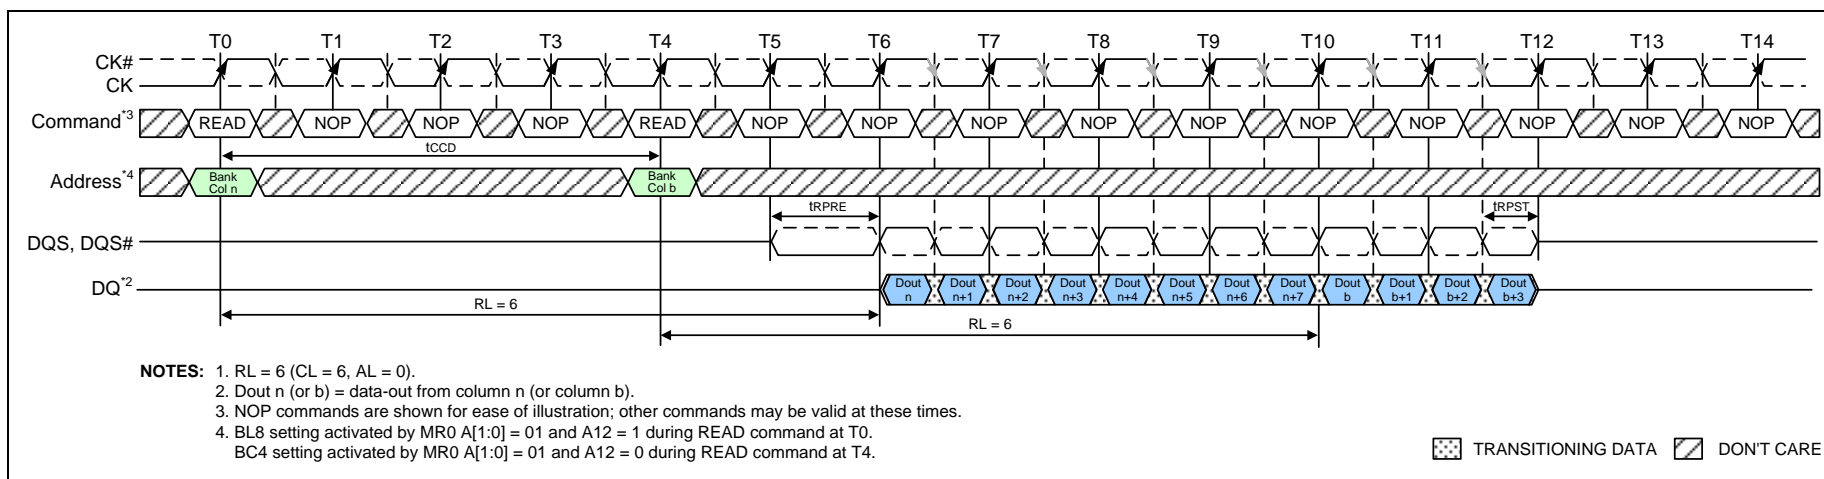 T0 T1 T2 T3 T4 T5 T6 T7 T8 T9 T10 T11 T12 T13 T14
CK#
CK
Command*3 READ NOP NOP NOP READ NOP NOP NOP NOP NOP NOP NOP NOP NOP NOP
tCCD
Address*4 Bank Col n Bank Col b
tRPRE tRPST
DQS, DQS#
DQ*2 Dout n Dout n+1 Dout n+2 Dout n+3 Dout n+4 Dout n+5 Dout n+6 Dout n+7 Dout b Dout b+1 Dout b+2 Dout b+3
RL = 6
RL = 6
NOTES: 1. RL = 6 (CL = 6, AL = 0).
2. Dout n (or b) = data-out from column n (or column b).
3. NOP commands are shown for ease of illustration; other commands may be valid at these times.
4. BL8 setting activated by MR0 A[1:0] = 01 and A12 = 1 during READ command at T0.
BC4 setting activated by MR0 A[1:0] = 01 and A12 = 0 during READ command at T4.
TRANSITIONING DATA DON'T CARE